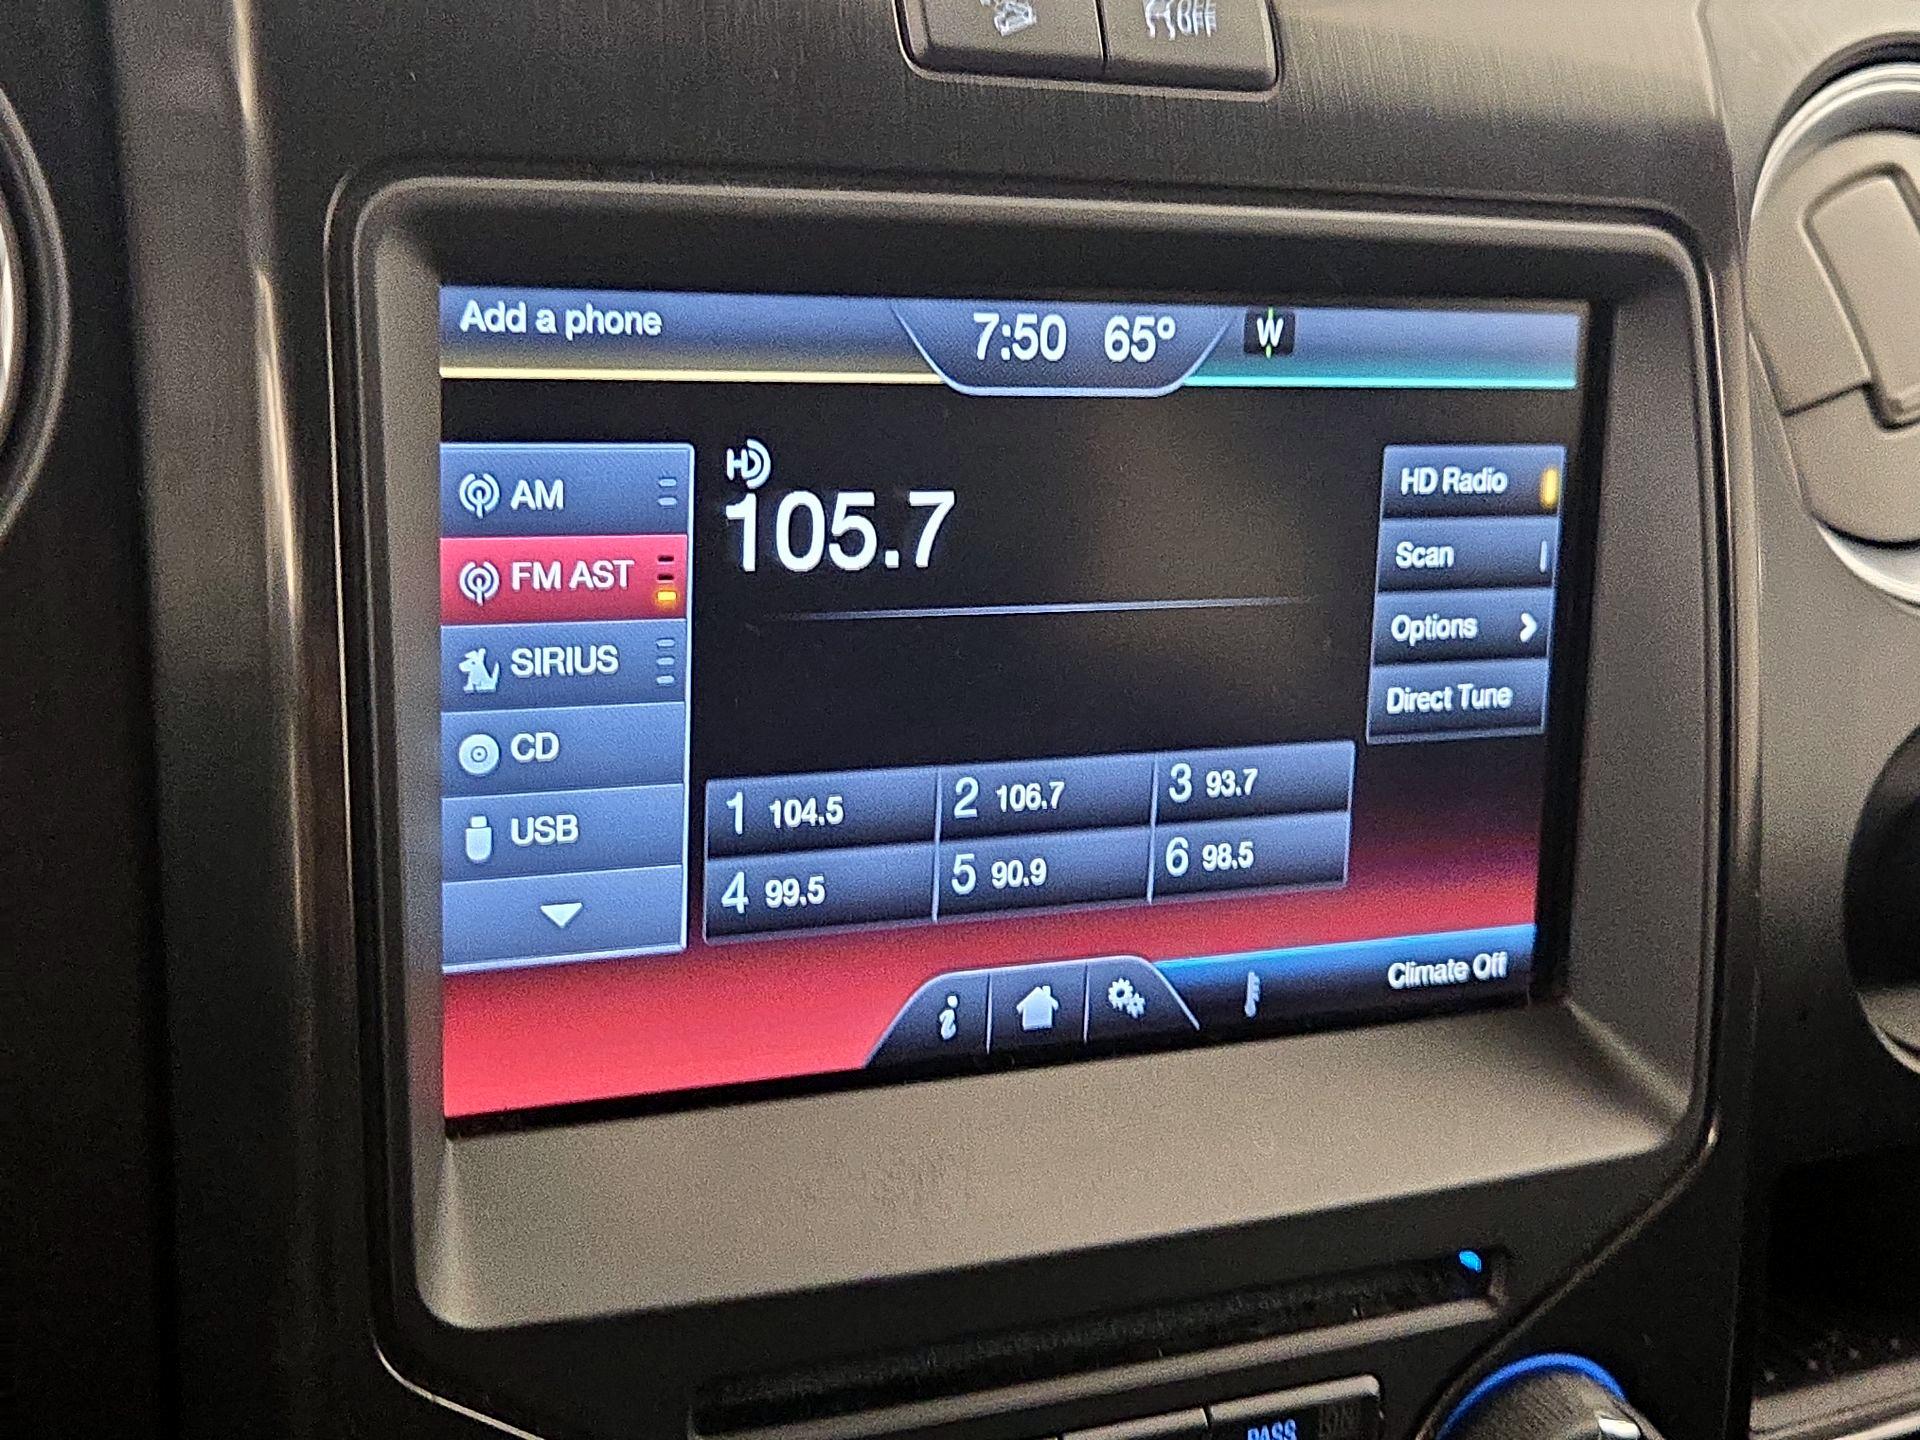 OFF
Add a phone
7:50 65° W
AM
FM AST
SIRIUS
CD
USB
HD
105.7
HD Radio
Scan
Options
Direct Tune
1 104.5 2 106.7 3 93.7
4 99.5 5 90.9 6 98.5
i
Climate Off
PASS